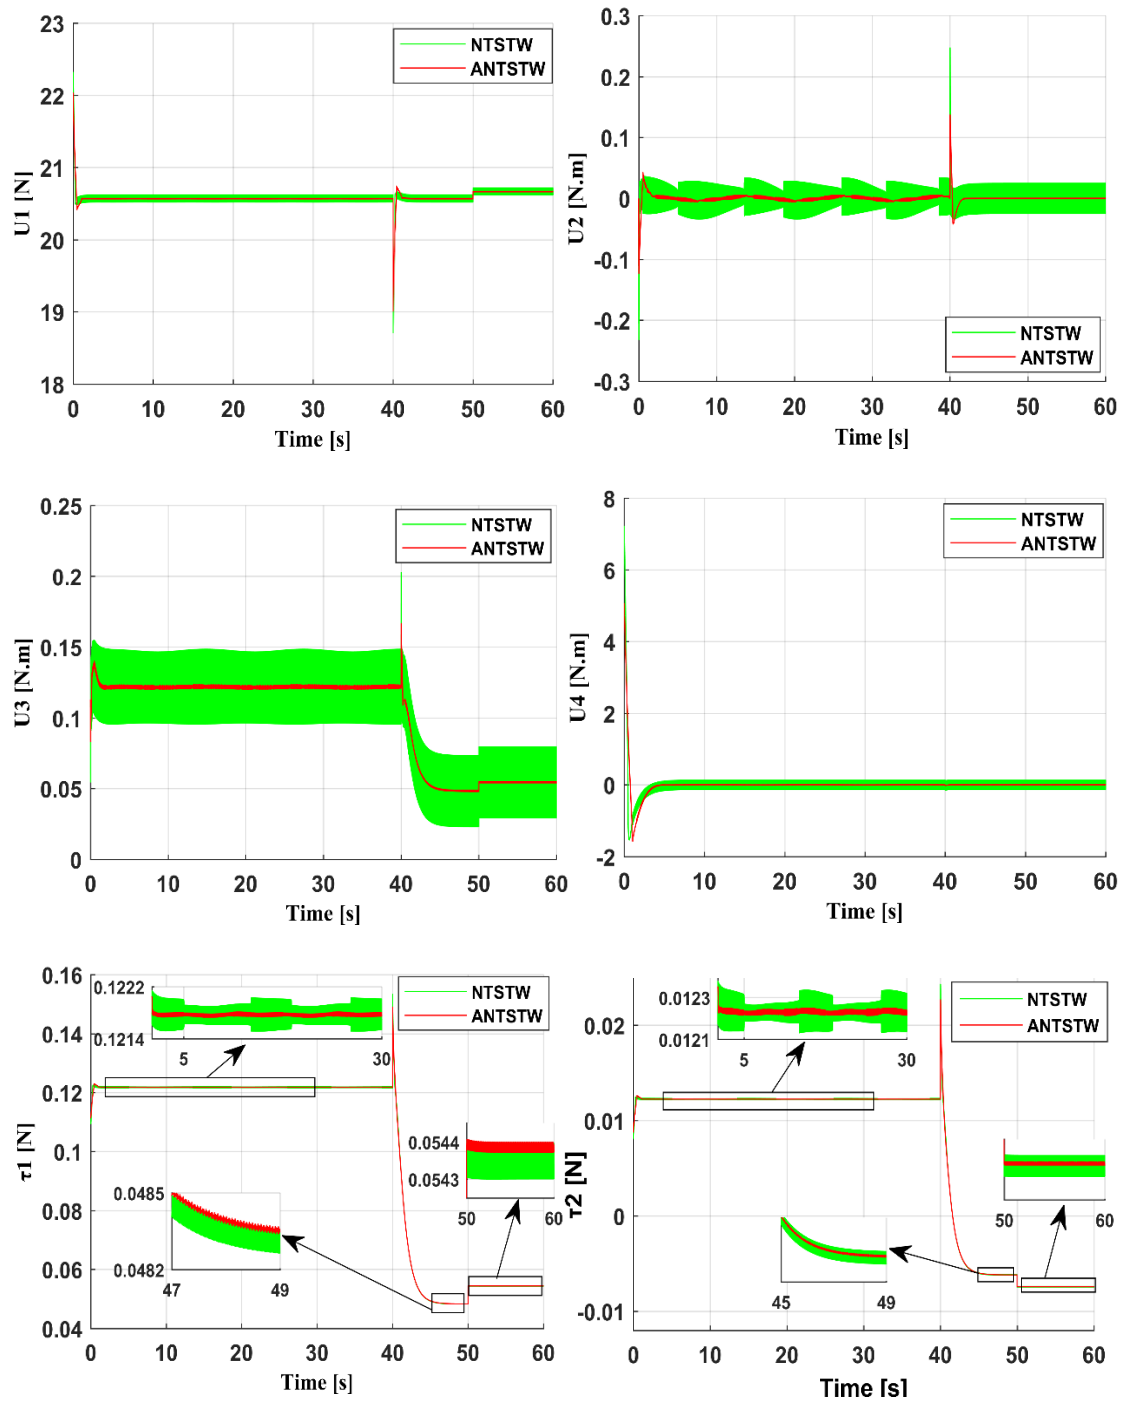 23
22
21
20
19
18
U1 [N]
NTSTW
ANTSTW
0 10 20 30 40 50 60
Time [s]
0.3
0.2
0.1
0
-0.1
-0.2
-0.3
U2 [N.m]
NTSTW
ANTSTW
0 10 20 30 40 50 60
Time [s]
0.25
0.2
0.15
0.1
0.05
0
U3 [N.m]
NTSTW
ANTSTW
0 10 20 30 40 50 60
Time [s]
8
6
4
2
0
-2
U4 [N.m]
NTSTW
ANTSTW
0 10 20 30 40 50 60
Time [s]
0.16
0.14
0.12
0.1
0.08
0.06
0.04
τ1 [N]
NTSTW
ANTSTW
0.1222
0.1214
5 30
0.0544
0.0543
50 60
0.0485
0.0482
47 49
0 10 20 30 40 50 60
Time [s]
0.02
0.01
0
-0.01
τ2 [N]
NTSTW
ANTSTW
0.0123
0.0121
5 30
50 60
45 49
0 10 20 30 40 50 60
Time [s]